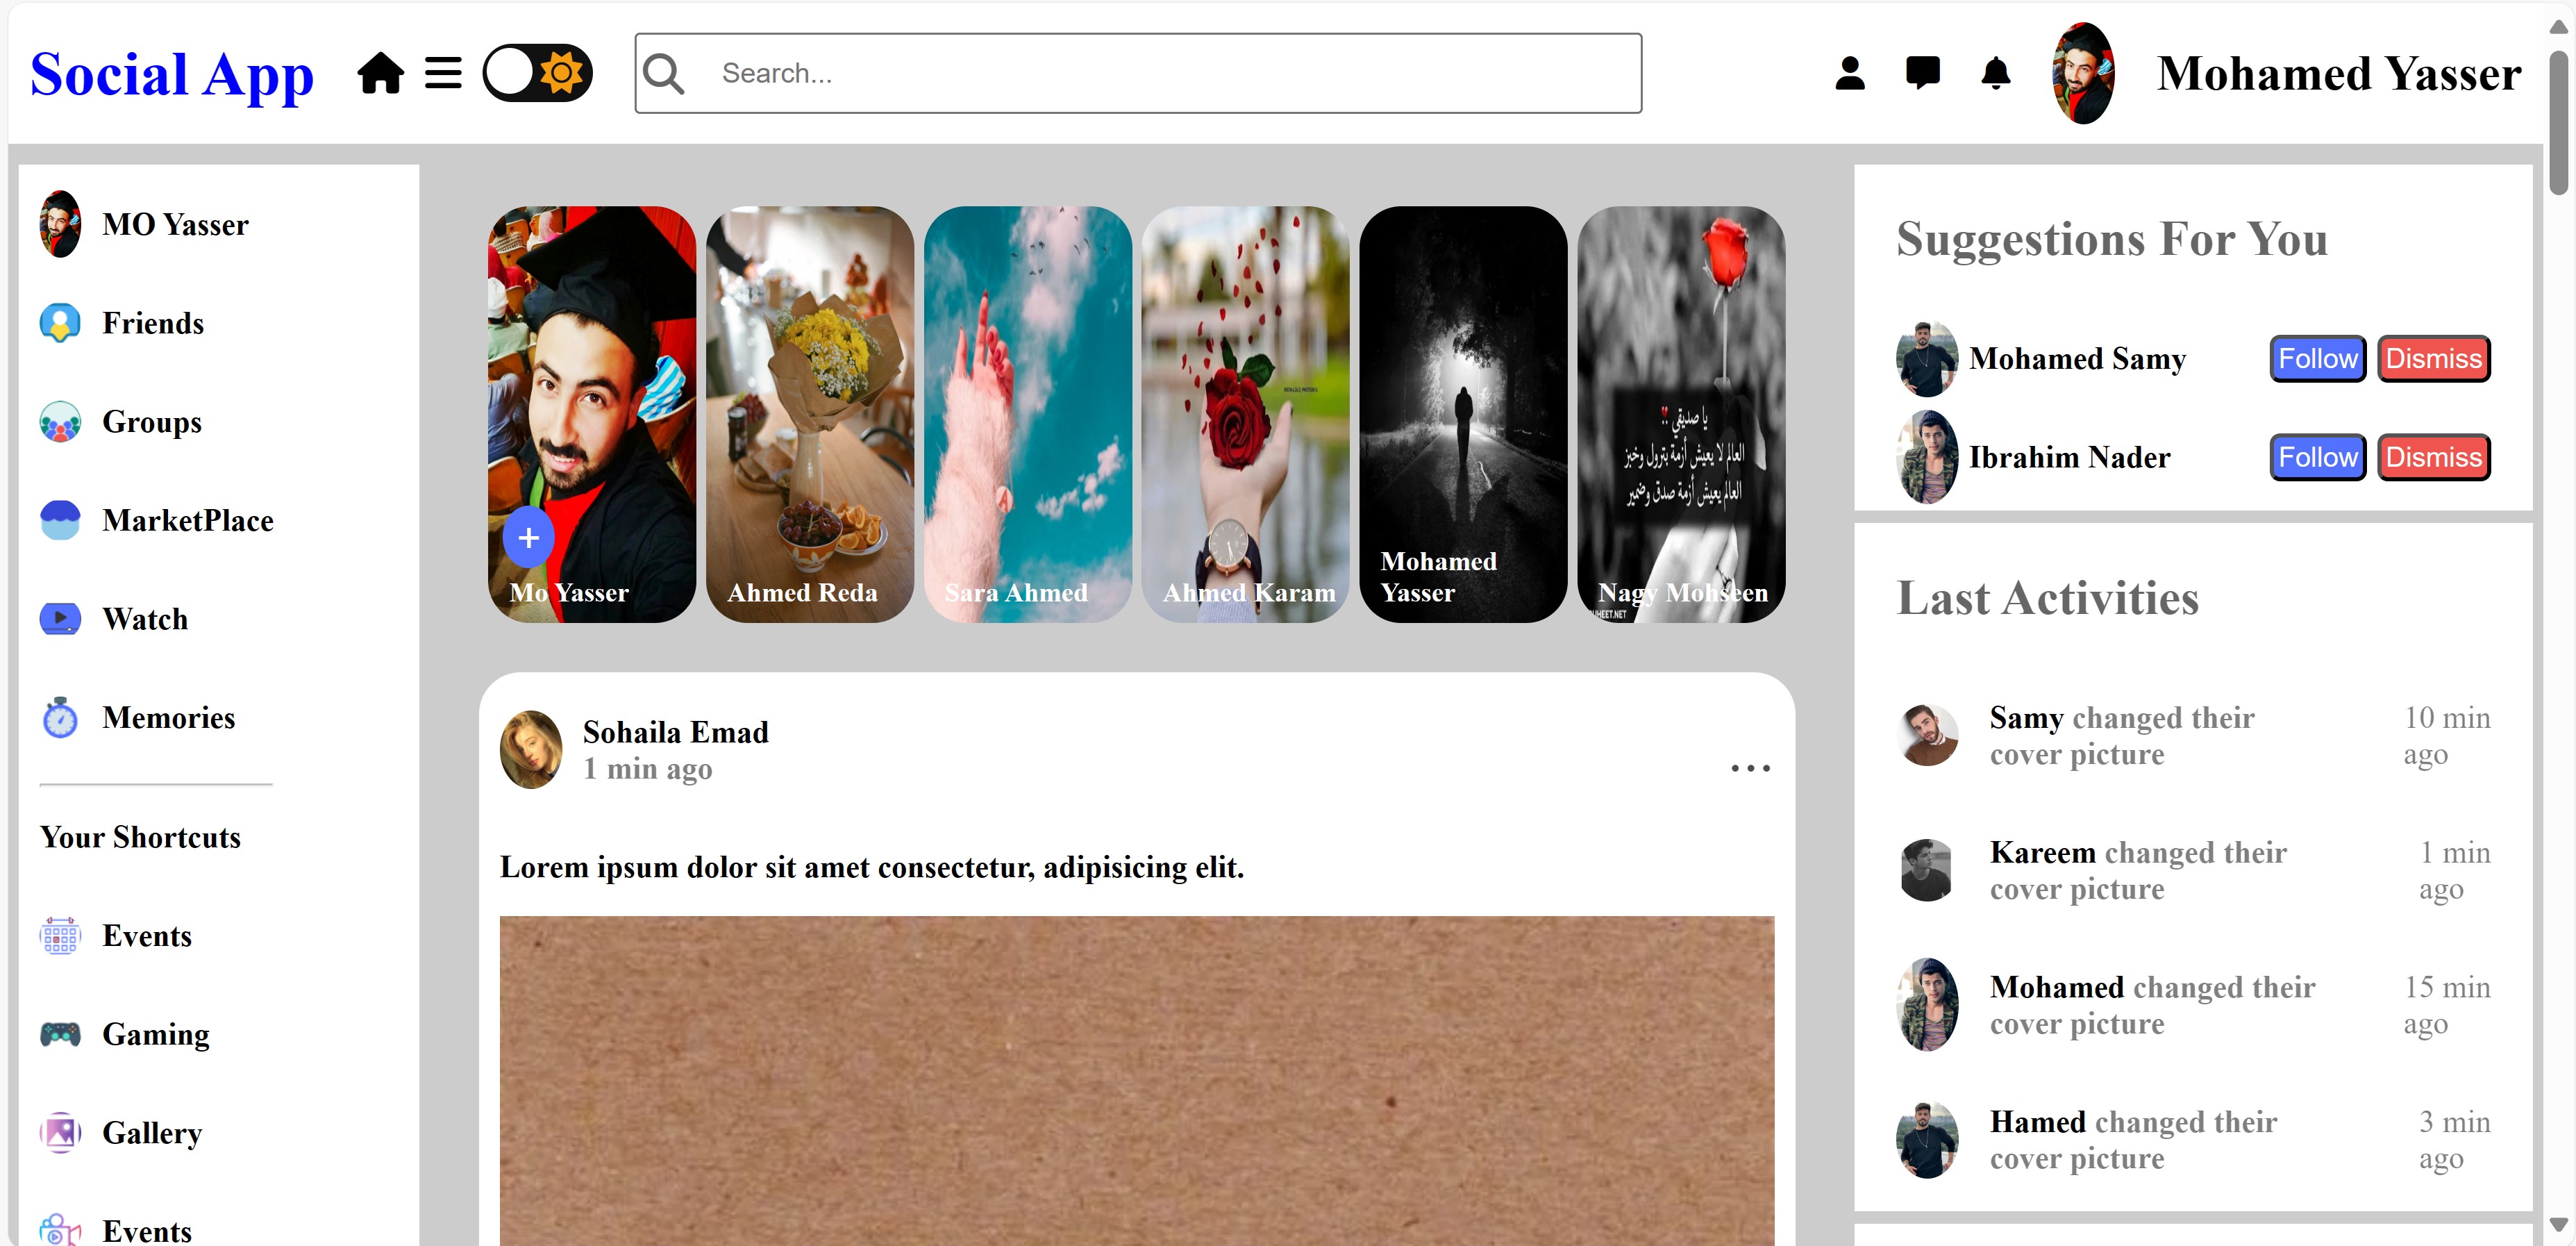 Social App
Search...
Mohamed Yasser
MO Yasser
Friends
Groups
MarketPlace
Watch
Memories
Your Shortcuts
Events
Gaming
Gallery
Events
+
Mo Yasser
Ahmed Reda
Sara Ahmed
Ahmed Karam
Mohamed
Yasser
يا صديقي
العالم لا يعيش أزمة بترول وخبز
العالم يعيش أزمة صدق وضمير
Nagy Mohseen
Sohaila Emad
1 min ago
Lorem ipsum dolor sit amet consectetur, adipisicing elit.
Suggestions For You
Mohamed Samy
Follow Dismiss
Ibrahim Nader
Follow Dismiss
Last Activities
Samy changed their
cover picture
10 min
ago
Kareem changed their
cover picture
1 min
ago
Mohamed changed their
cover picture
15 min
ago
Hamed changed their
cover picture
3 min
ago